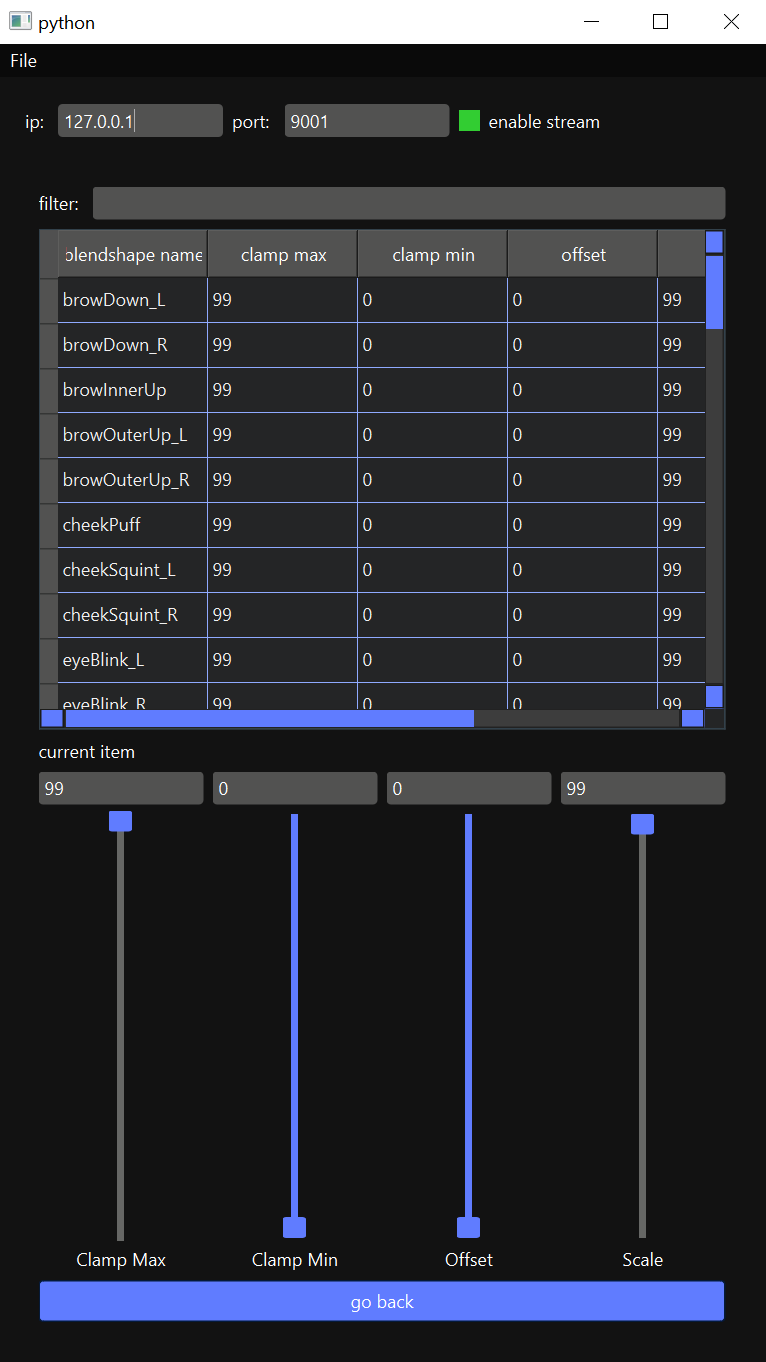 python
File
ip: 127.0.0.1 port: 9001 enable stream
filter:
blendshape name clamp max clamp min offset
browDown_L 99 0 0 99
browDown_R 99 0 0 99
browInnerUp 99 0 0 99
browOuterUp_L 99 0 0 99
browOuterUp_R 99 0 0 99
cheekPuff 99 0 0 99
cheekSquint_L 99 0 0 99
cheekSquint_R 99 0 0 99
eyeBlink_L 99 0 0 99
eyeBlink_R 99 0 0 99
current item
99 0 0 99
Clamp Max Clamp Min Offset Scale
go back